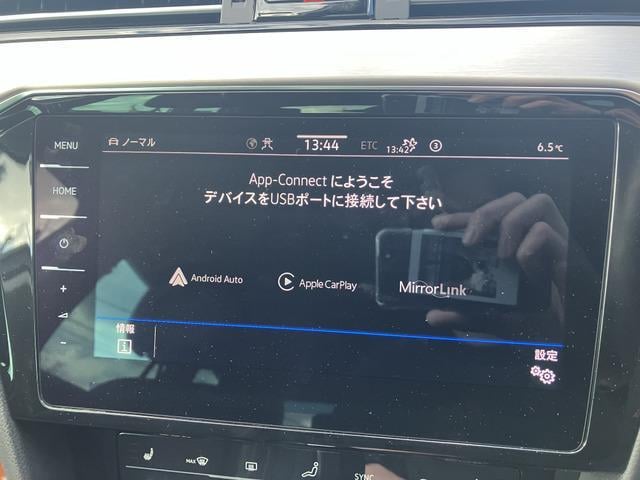 MENU
HOME
+
-
ノーマル
13:44
ETC
13:42
3
6.5℃
App-Connect にようこそ
デバイスをUSBポートに接続して下さい
Android Auto
Apple CarPlay
MirrorLink
情報
i
設定
MAX
SYNC